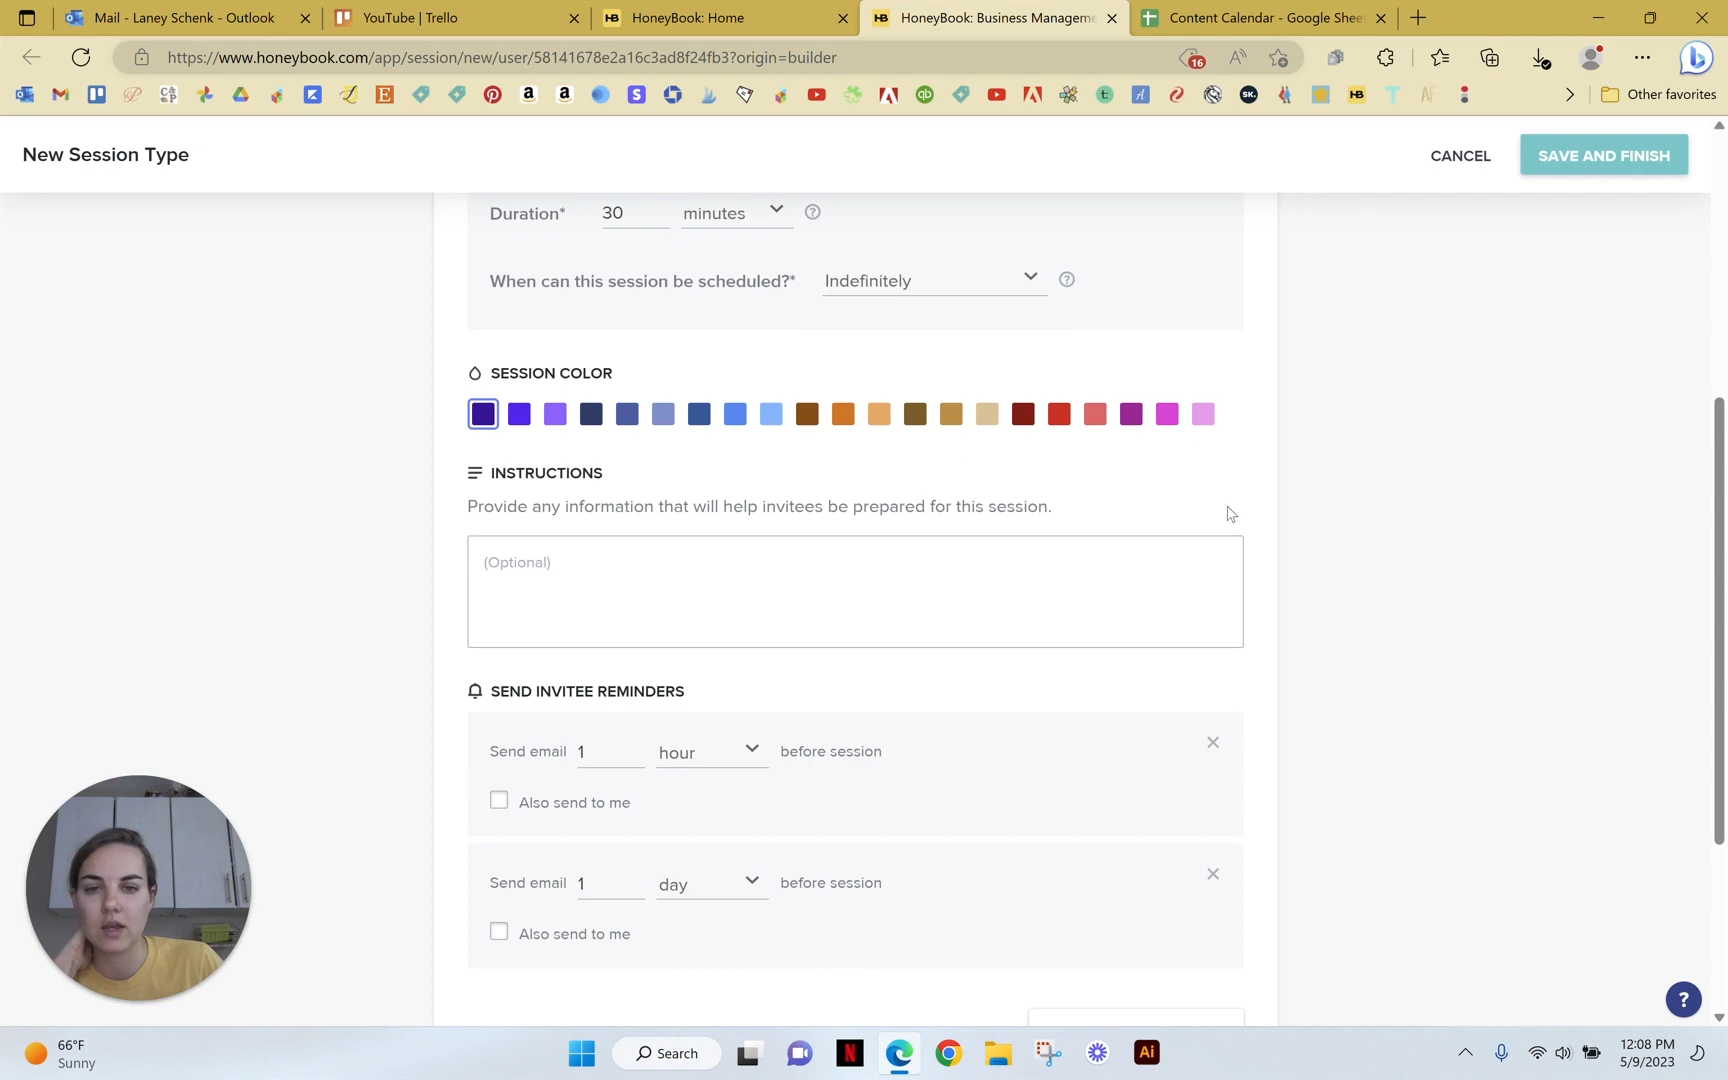 Mail - Laney Schenk - Outlook
YouTube | Trello
HoneyBook: Home
HoneyBook: Business Manageme
Content Calendar - Google Sheet
https://www.honeybook.com/app/session/new/user/58141678e2a16c3ad8f24fb3?origin=builder
16
Other favorites
New Session Type
CANCEL
SAVE AND FINISH
Duration* 30 minutes
When can this session be scheduled?* Indefinitely
SESSION COLOR
INSTRUCTIONS
Provide any information that will help invitees be prepared for this session.
(Optional)
SEND INVITEE REMINDERS
Send email 1 hour before session
Also send to me
Send email 1 day before session
Also send to me
66°F
Sunny
Search
12:08 PM
5/9/2023